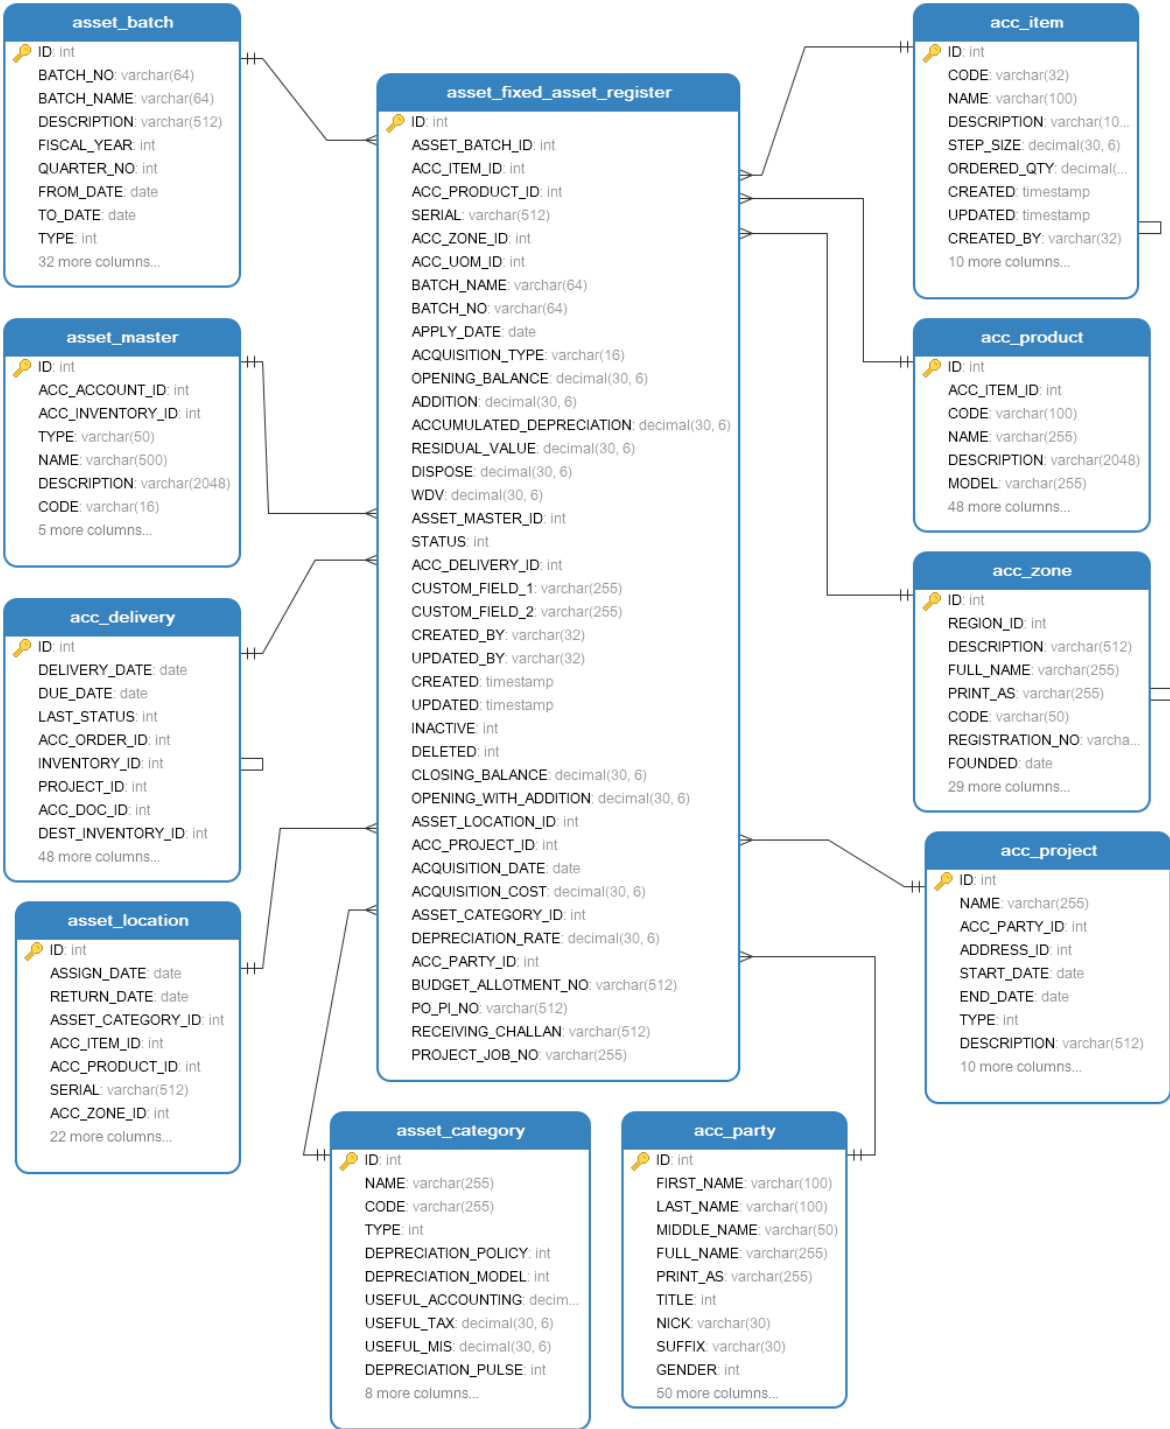 asset_batch
ID: int
BATCH_NO: varchar(64)
BATCH_NAME: varchar(64)
DESCRIPTION: varchar(512)
FISCAL_YEAR: int
QUARTER_NO: int
FROM_DATE: date
TO_DATE: date
TYPE: int
32 more columns...
asset_master
ID: int
ACC_ACCOUNT_ID: int
ACC_INVENTORY_ID: int
TYPE: varchar(50)
NAME: varchar(500)
DESCRIPTION: varchar(2048)
CODE: varchar(16)
5 more columns...
acc_delivery
ID: int
DELIVERY_DATE: date
DUE_DATE: date
LAST_STATUS: int
ACC_ORDER_ID: int
INVENTORY_ID: int
PROJECT_ID: int
ACC_DOC_ID: int
DEST_INVENTORY_ID: int
48 more columns...
asset_location
ID: int
ASSIGN_DATE: date
RETURN_DATE: date
ASSET_CATEGORY_ID: int
ACC_ITEM_ID: int
ACC_PRODUCT_ID: int
SERIAL: varchar(512)
ACC_ZONE_ID: int
22 more columns...
asset_fixed_asset_register
ID: int
ASSET_BATCH_ID: int
ACC_ITEM_ID: int
ACC_PRODUCT_ID: int
SERIAL: varchar(512)
ACC_ZONE_ID: int
ACC_UOM_ID: int
BATCH_NAME: varchar(64)
BATCH_NO: varchar(64)
APPLY_DATE: date
ACQUISITION_TYPE: varchar(16)
OPENING_BALANCE: decimal(30, 6)
ADDITION: decimal(30, 6)
ACCUMULATED_DEPRECIATION: decimal(30, 6)
RESIDUAL_VALUE: decimal(30, 6)
DISPOSE: decimal(30, 6)
WDV: decimal(30, 6)
ASSET_MASTER_ID: int
STATUS: int
ACC_DELIVERY_ID: int
CUSTOM_FIELD_1: varchar(255)
CUSTOM_FIELD_2: varchar(255)
CREATED_BY: varchar(32)
UPDATED_BY: varchar(32)
CREATED: timestamp
UPDATED: timestamp
INACTIVE: int
DELETED: int
CLOSING_BALANCE: decimal(30, 6)
OPENING_WITH_ADDITION: decimal(30, 6)
ASSET_LOCATION_ID: int
ACC_PROJECT_ID: int
ACQUISITION_DATE: date
ACQUISITION_COST: decimal(30, 6)
ASSET_CATEGORY_ID: int
DEPRECIATION_RATE: decimal(30, 6)
ACC_PARTY_ID: int
BUDGET_ALLOTMENT_NO: varchar(512)
PO_PI_NO: varchar(512)
RECEIVING_CHALLAN: varchar(512)
PROJECT_JOB_NO: varchar(255)
acc_item
ID: int
CODE: varchar(32)
NAME: varchar(100)
DESCRIPTION: varchar(10...
STEP_SIZE: decimal(30, 6)
ORDERED_QTY: decimal(...
CREATED: timestamp
UPDATED: timestamp
CREATED_BY: varchar(32)
10 more columns...
acc_product
ID: int
ACC_ITEM_ID: int
CODE: varchar(100)
NAME: varchar(255)
DESCRIPTION: varchar(2048)
MODEL: varchar(255)
48 more columns...
acc_zone
ID: int
REGION_ID: int
DESCRIPTION: varchar(512)
FULL_NAME: varchar(255)
PRINT_AS: varchar(255)
CODE: varchar(50)
REGISTRATION_NO: varcha...
FOUNDED: date
29 more columns...
acc_project
ID: int
NAME: varchar(255)
ACC_PARTY_ID: int
ADDRESS_ID: int
START_DATE: date
END_DATE: date
TYPE: int
DESCRIPTION: varchar(512)
10 more columns...
asset_category
ID: int
NAME: varchar(255)
CODE: varchar(255)
TYPE: int
DEPRECIATION_POLICY: int
DEPRECIATION_MODEL: int
USEFUL_ACCOUNTING: decim...
USEFUL_TAX: decimal(30, 6)
USEFUL_MIS: decimal(30, 6)
DEPRECIATION_PULSE: int
8 more columns...
acc_party
ID: int
FIRST_NAME: varchar(100)
LAST_NAME: varchar(100)
MIDDLE_NAME: varchar(50)
FULL_NAME: varchar(255)
PRINT_AS: varchar(255)
TITLE: int
NICK: varchar(30)
SUFFIX: varchar(30)
GENDER: int
50 more columns...